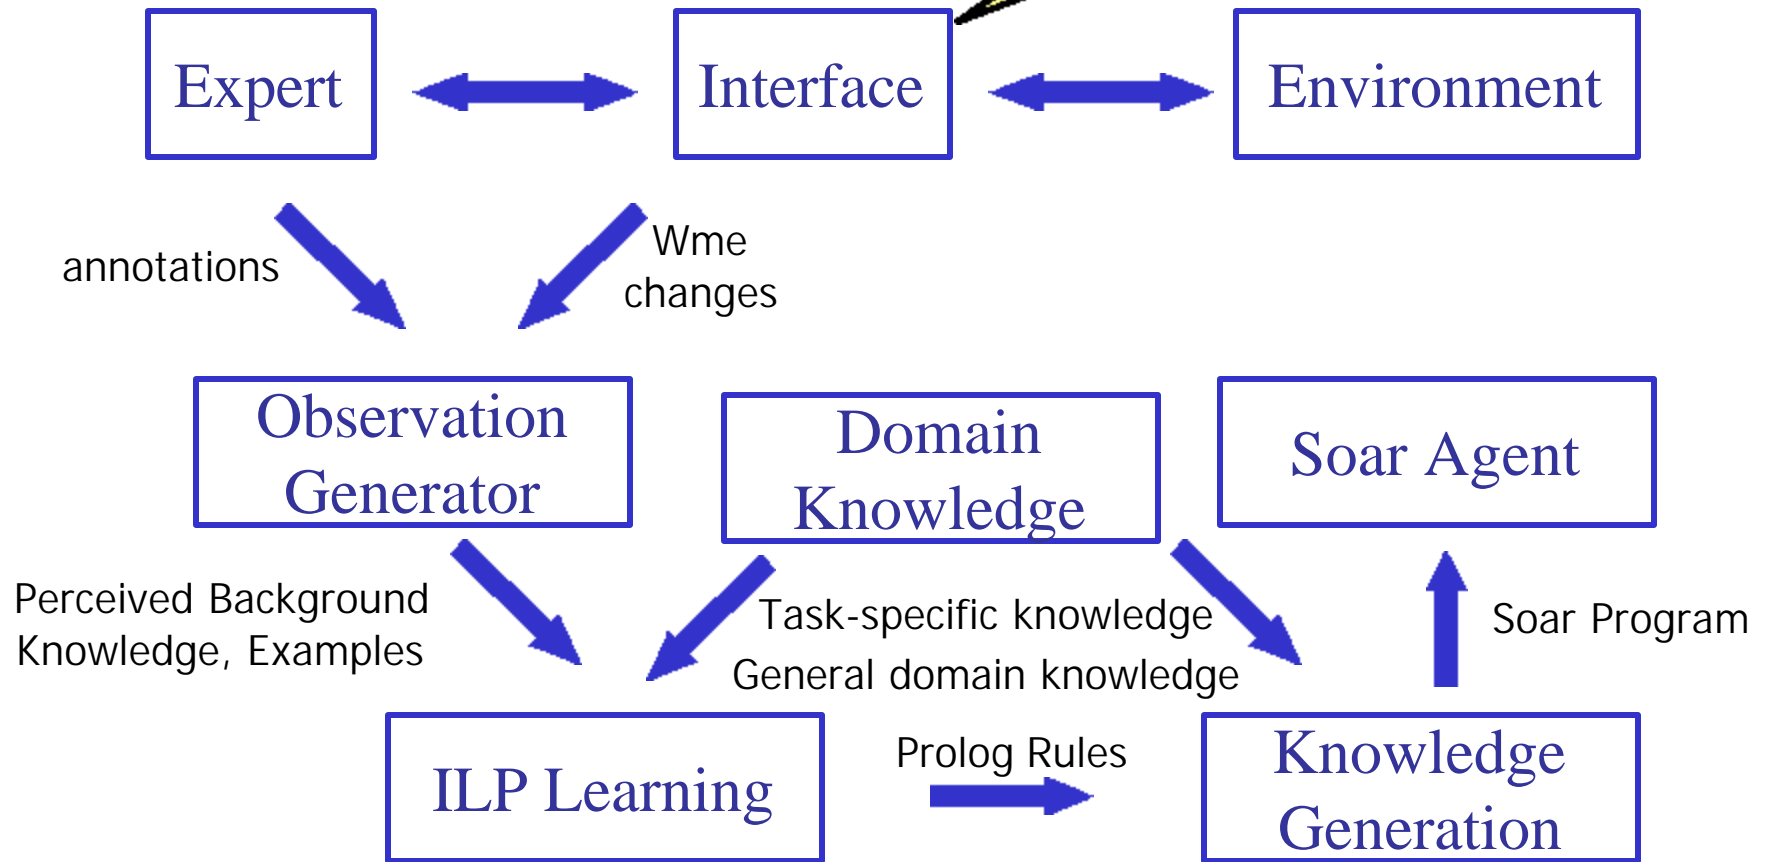 Expert
Interface
Environment
annotations
Wme
changes
Observation
Generator
Domain
Knowledge
Soar Agent
Perceived Background
Knowledge, Examples
Task-specific knowledge
General domain knowledge
Soar Program
ILP Learning
Prolog Rules
Knowledge
Generation